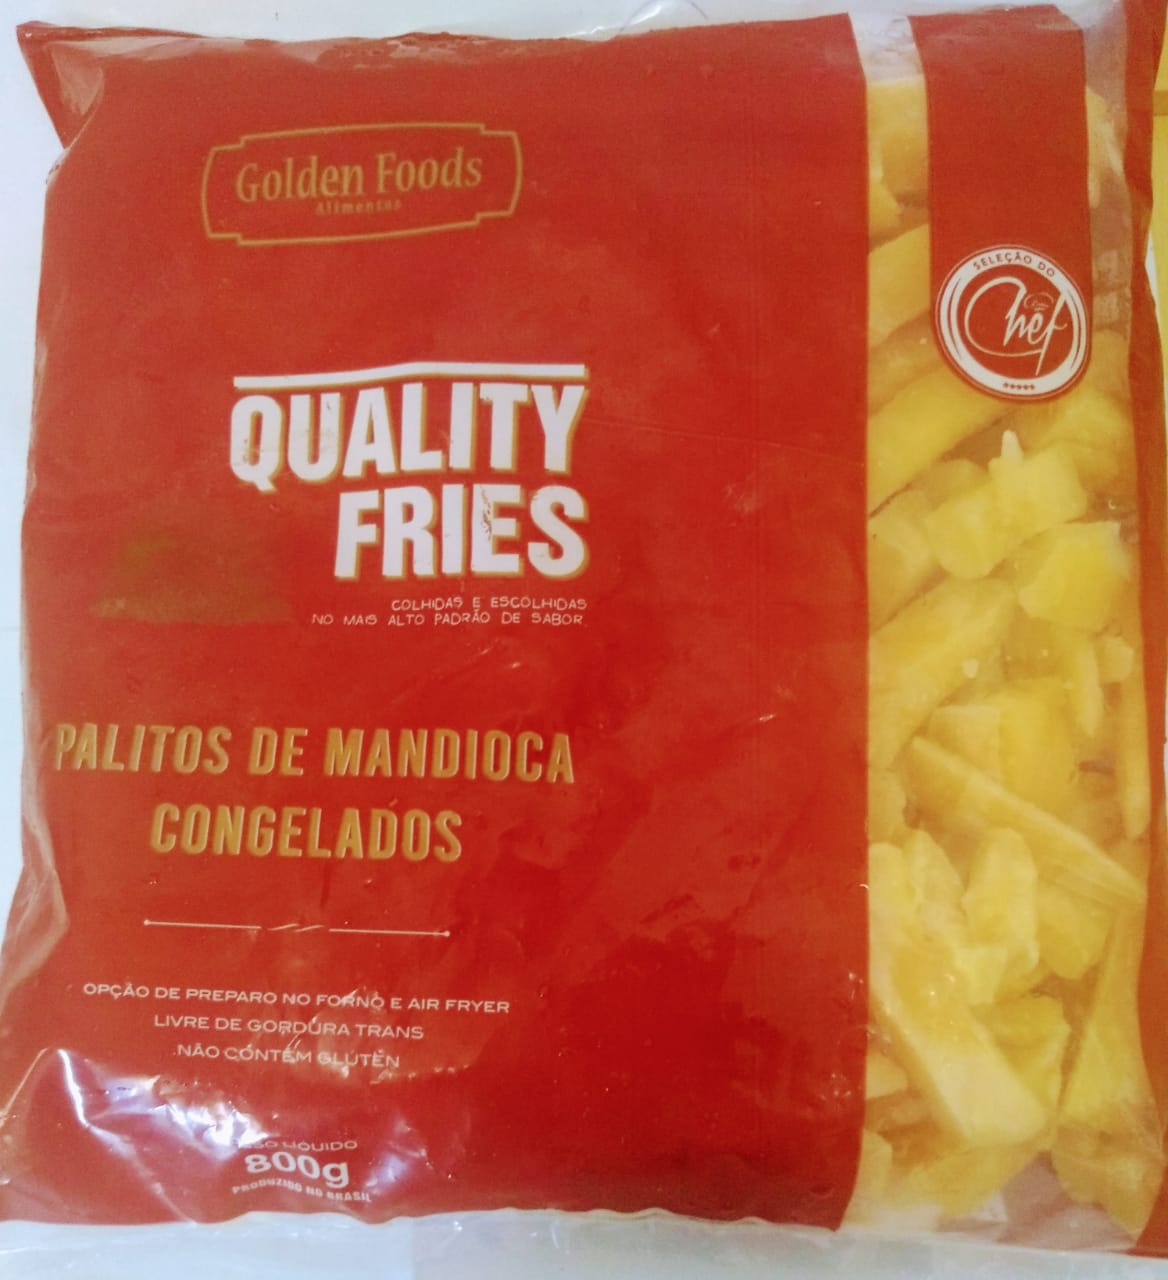 Golden Foods
Alimentos
SELEÇÃO DO
Chef
QUALITY
FRIES
COLHIDAS E ESCOLHIDAS
NO MAIS ALTO PADRÃO DE SABOR
PALITOS DE MANDIOCA
CONGELADOS
OPÇÃO DE PREPARO NO FORNO E AIR FRYER
LIVRE DE GORDURA TRANS
NÃO CONTÉM GLÚTEN
LÍQUIDO
800g
PRODUZIDO NO BRASIL